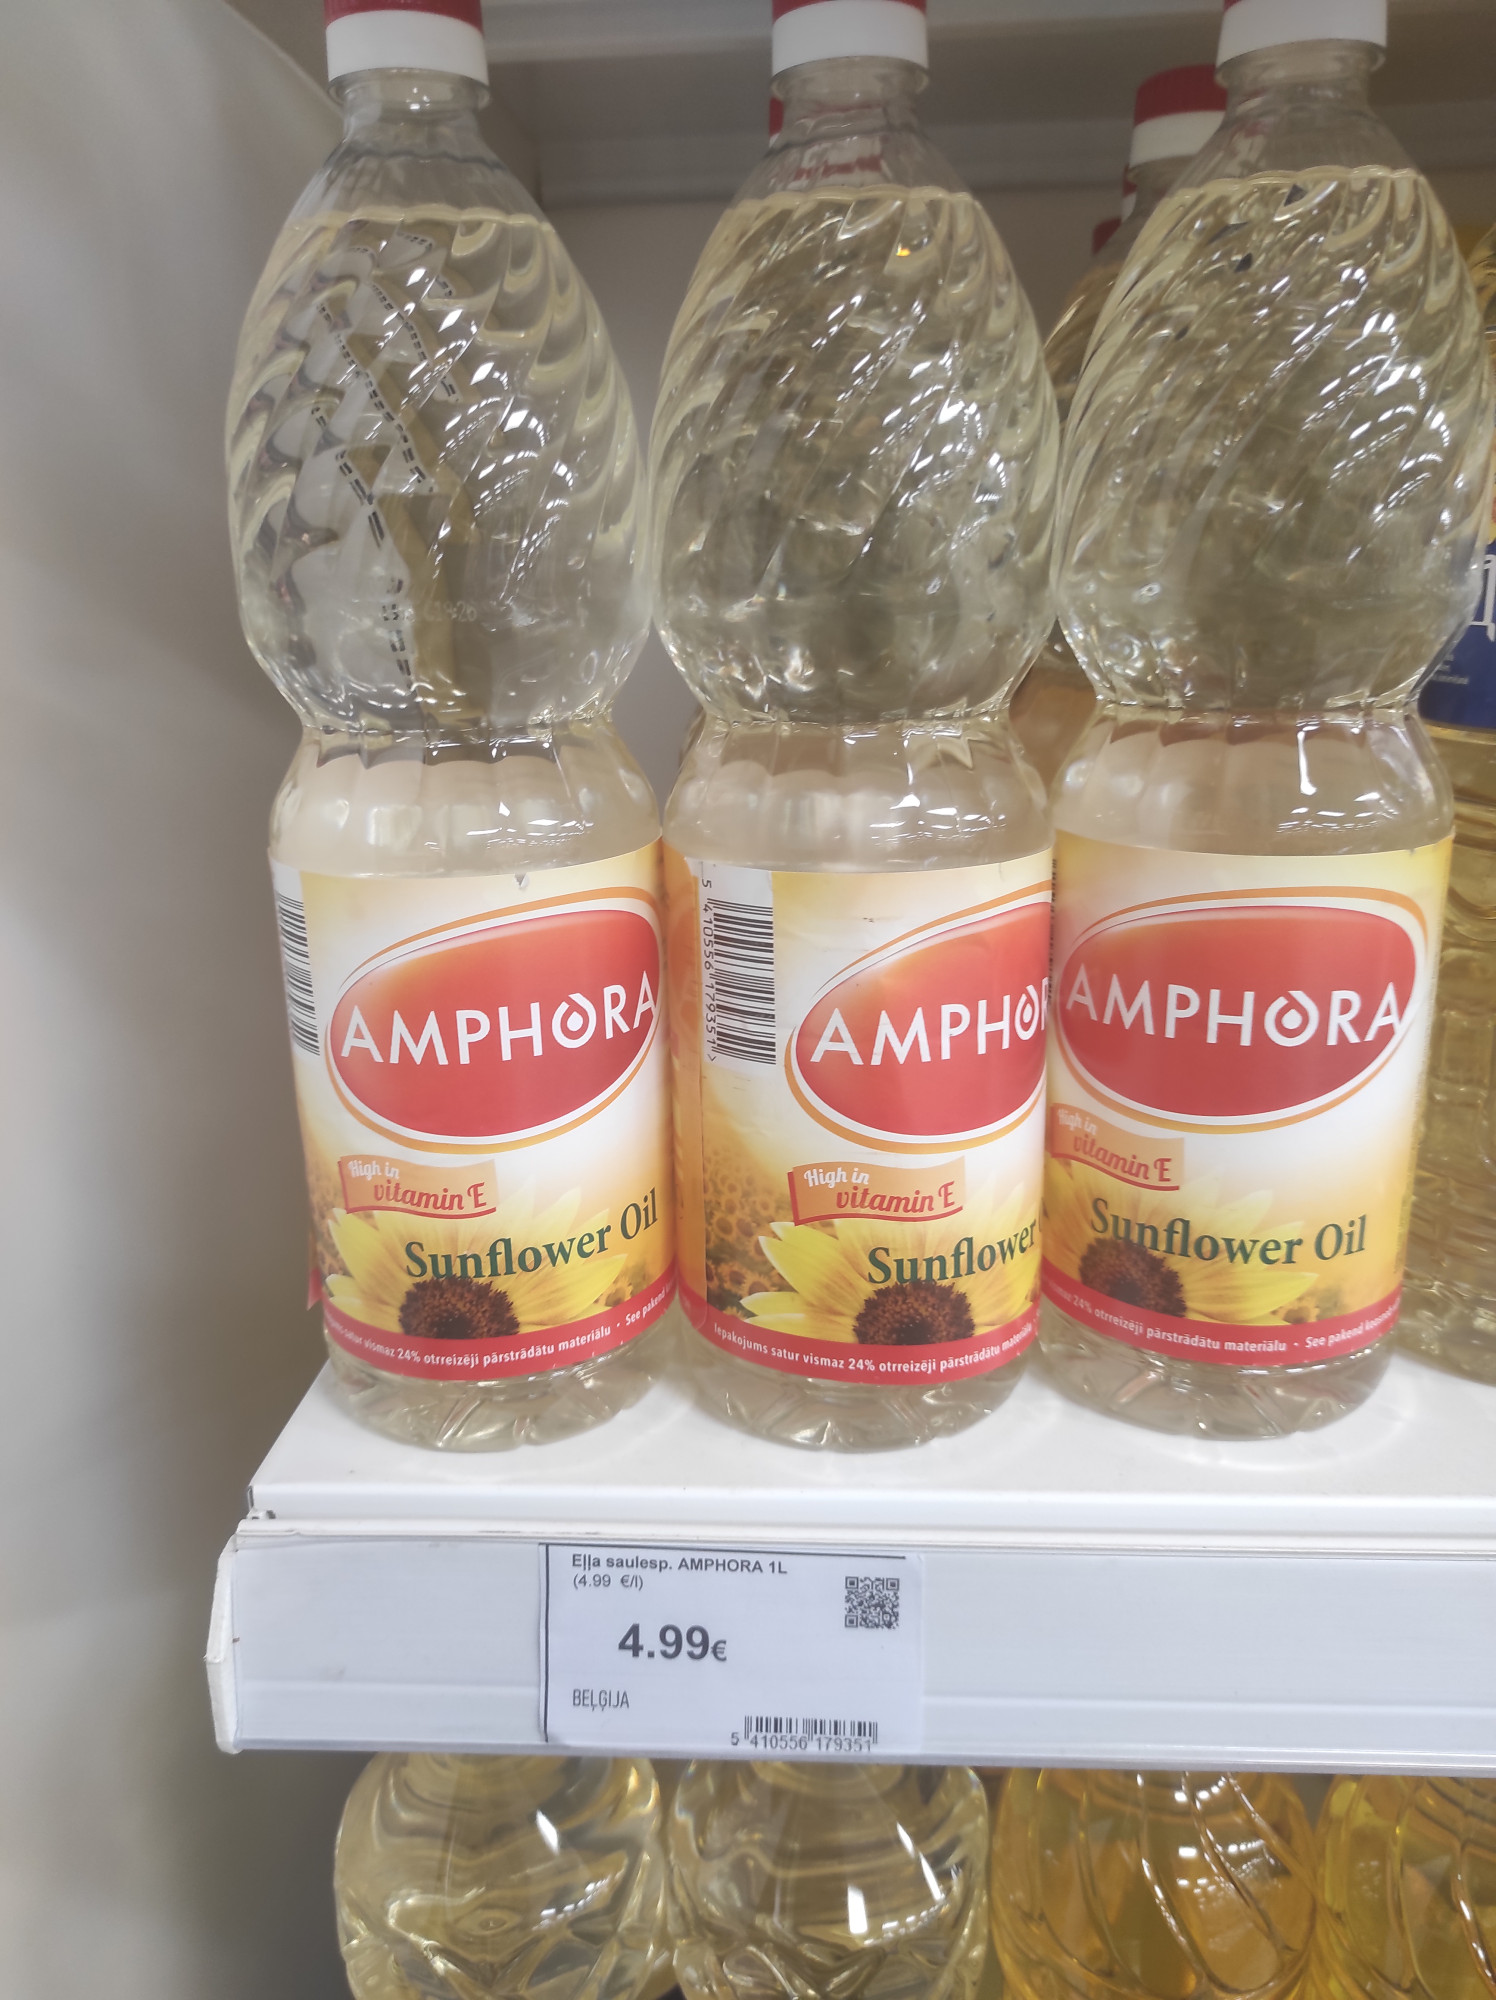 AMPHORA
High in
vitamin E
Sunflower Oil
satur vismaz 24% otrreizēji pārstrādātu materiālu • See pakend
5 410556 179351 >
AMPHOR
High in
vitamin E
Sunflower
Iepakojums satur vismaz 24% otrreizēji pārstrādātu materiālu
AMPHORA
High in
vitamin E
Sunflower Oil
24% otrreizēji pārstrādātu materiālu • See pakend
Eļļa saulesp. AMPHORA 1L
(4.99 €/l)
4.99€
BEĻĢIJA
5 410556 179351